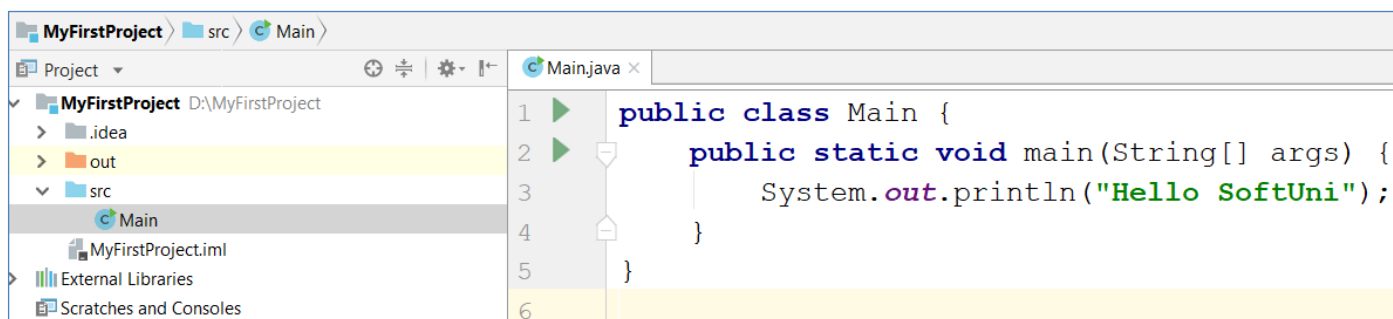 MyFirstProject src Main
Project
Main.java
MyFirstProject D:\MyFirstProject
.idea
out
src
Main
MyFirstProject.iml
External Libraries
Scratches and Consoles
1 public class Main {
2 public static void main(String[] args) {
3 System.out.println("Hello SoftUni");
4 }
5 }
6